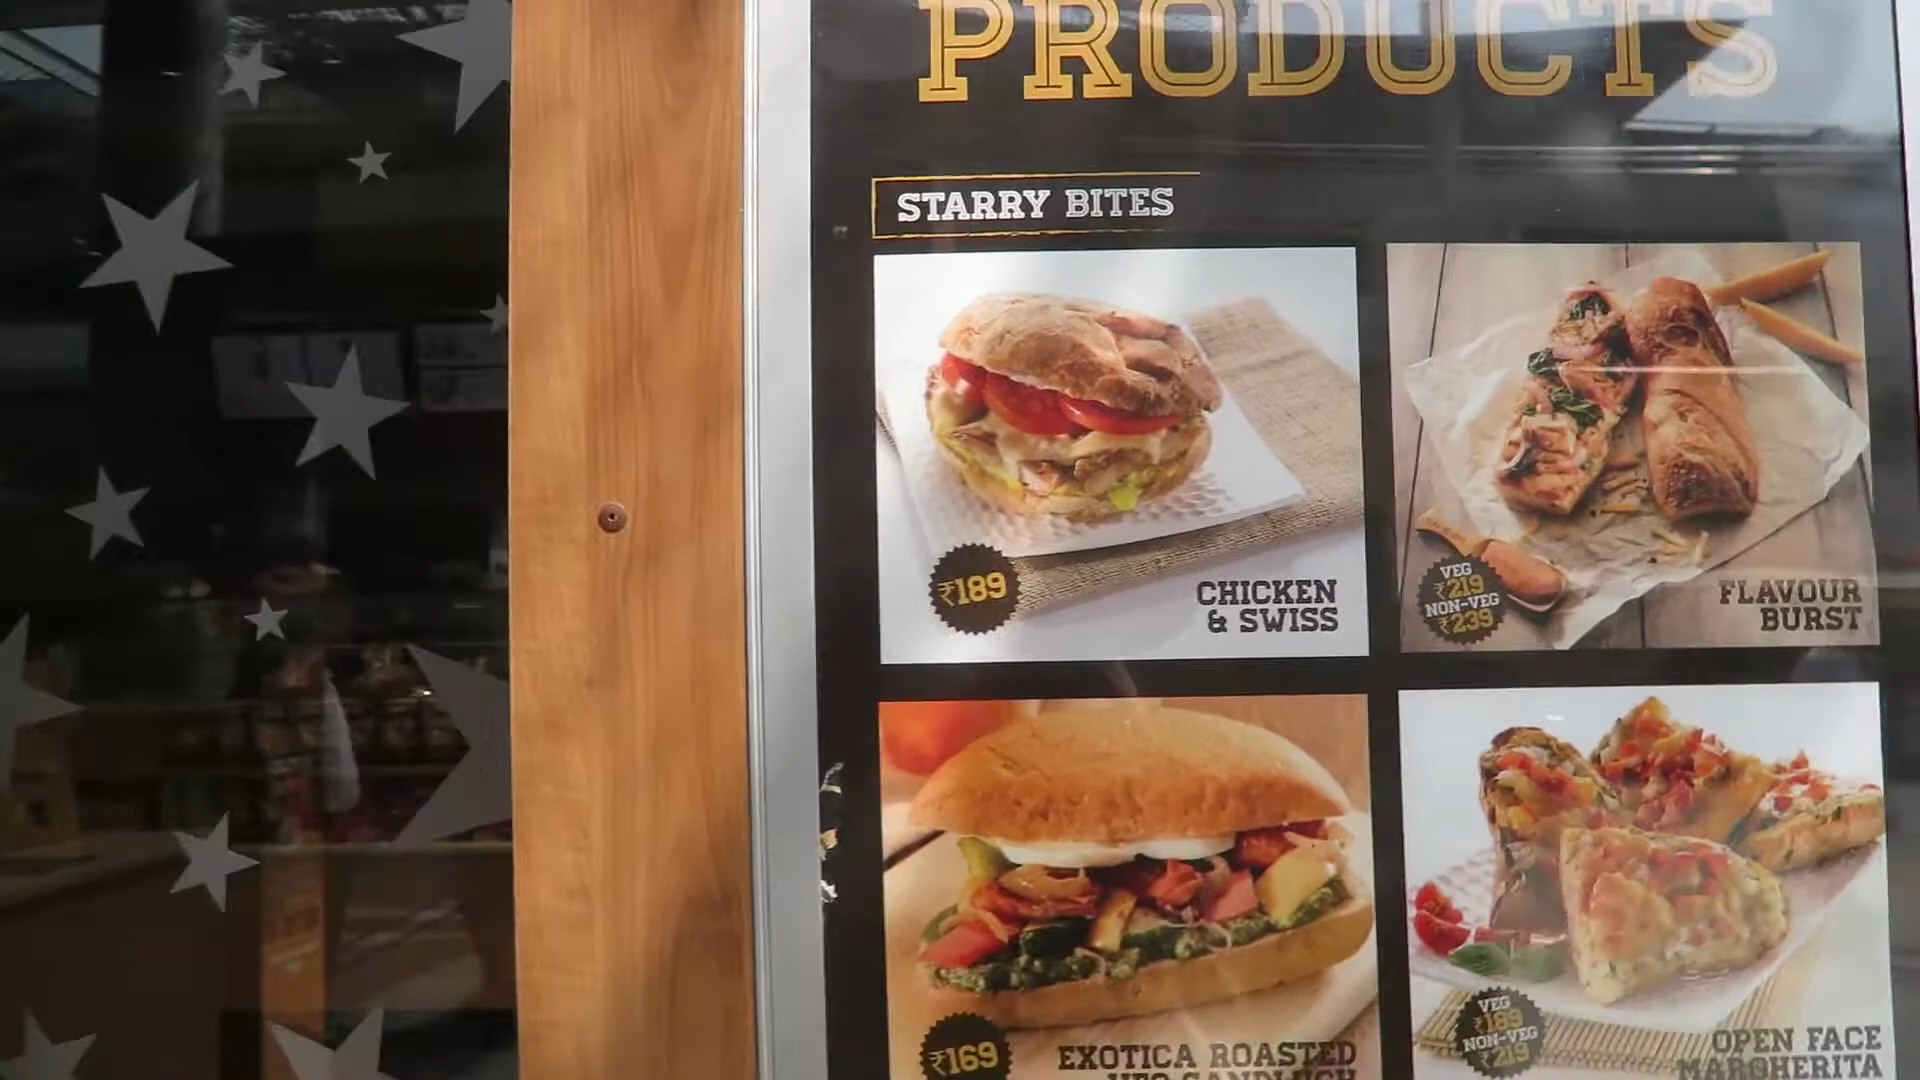 PRODUCTS
STARRY BITES
₹189
CHICKEN
& SWISS
VEG
₹219
NON-VEG
₹239
FLAVOUR
BURST
₹169
EXOTICA ROASTED
VEG
₹189
NON-VEG
₹219
OPEN FACE
MARGHERITA